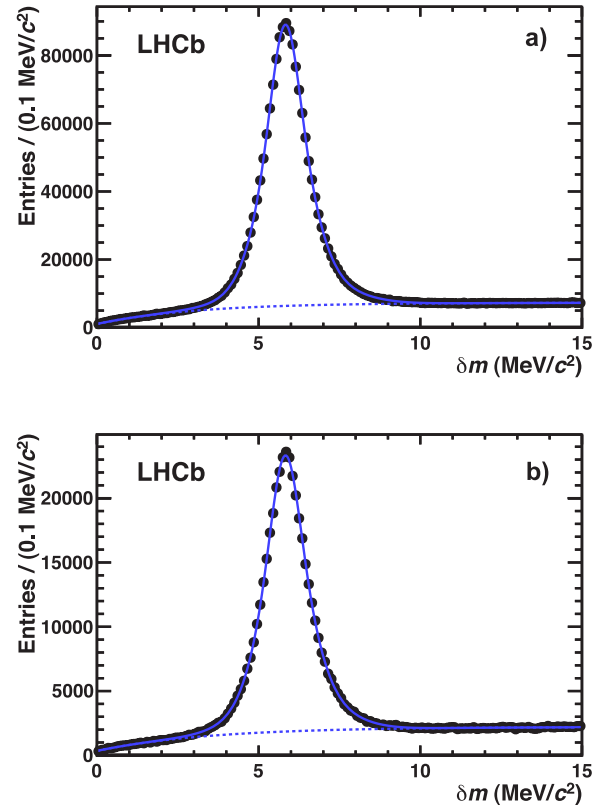 LHCb
a)
Entries / (0.1 MeV/c²)
80000
60000
40000
20000
0
0 5 10 15
δm (MeV/c²)
LHCb
b)
Entries / (0.1 MeV/c²)
20000
15000
10000
5000
0
0 5 10 15
δm (MeV/c²)